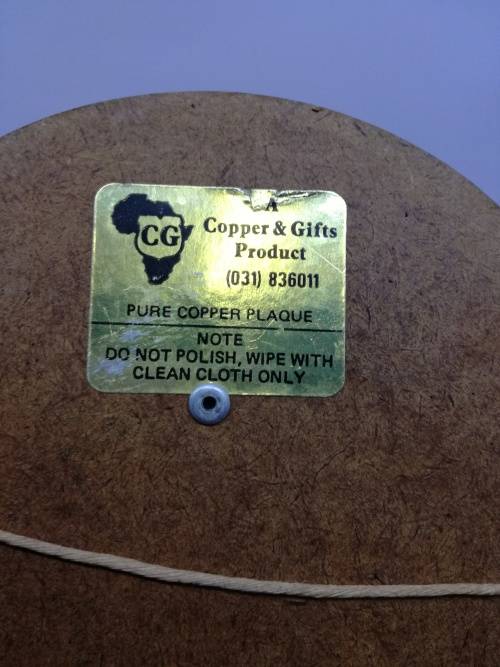 A
CG
Copper & Gifts
Product
(031) 836011
PURE COPPER PLAQUE
NOTE
DO NOT POLISH, WIPE WITH
CLEAN CLOTH ONLY